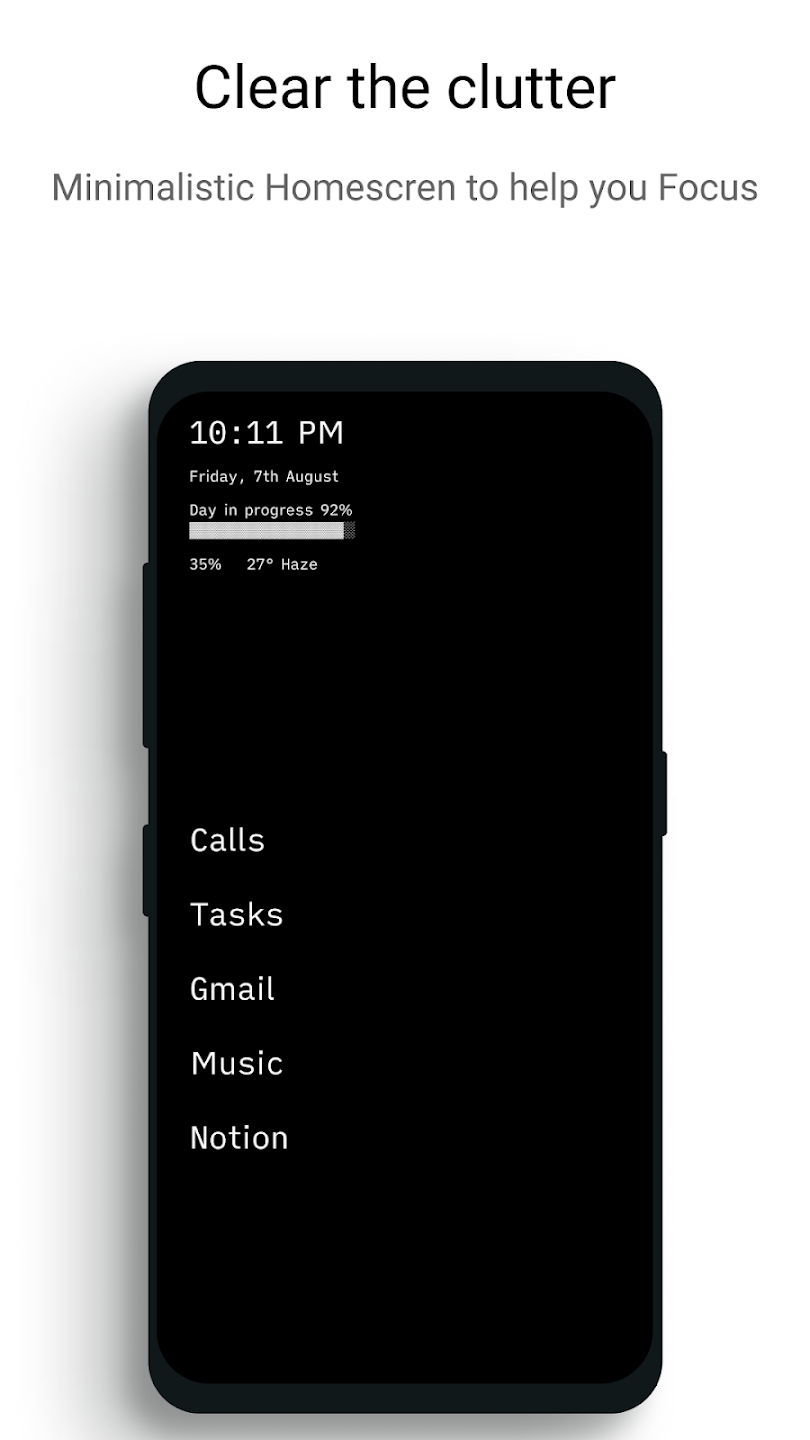 Clear the clutter
Minimalistic Homescren to help you Focus
10:11 PM
Friday, 7th August
Day in progress 92%
35% 27° Haze
Calls
Tasks
Gmail
Music
Notion